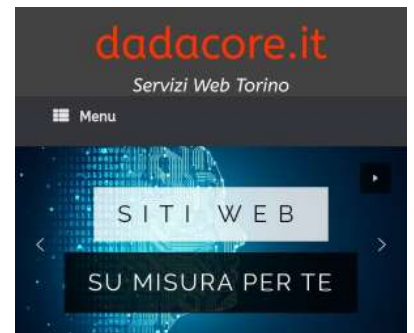 dadacore.it
Servizi Web Torino
Menu
SITI WEB
SU MISURA PER TE